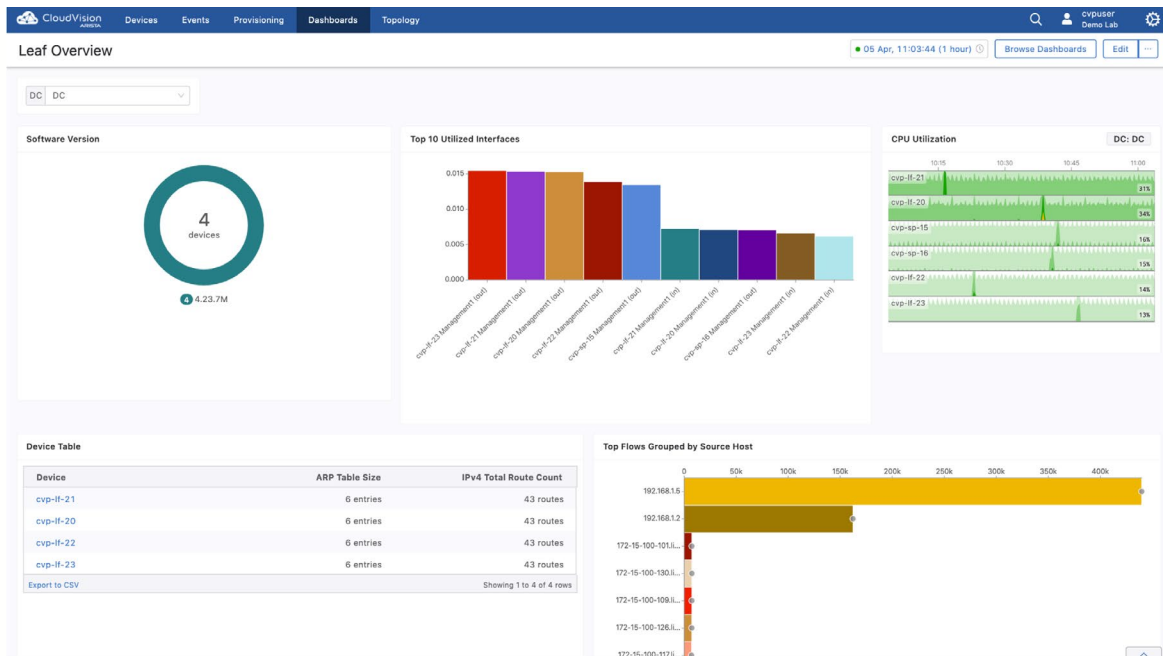 CloudVision
ARISTA
Devices
Events
Provisioning
Dashboards
Topology
cvpuser
Demo Lab
Leaf Overview
05 Apr, 11:03:44 (1 hour)
Browse Dashboards
Edit
...
DC DC
Software Version
4
devices
4 4.23.7M
Top 10 Utilized Interfaces
0.015
0.010
0.005
0.000
cvp-lf-23 Management1 (out)
cvp-lf-21 Management1 (out)
cvp-lf-20 Management1 (out)
cvp-lf-22 Management1 (out)
cvp-sp-15 Management1 (out)
cvp-lf-21 Management1 (in)
cvp-lf-20 Management1 (in)
cvp-sp-16 Management1 (out)
cvp-lf-23 Management1 (in)
cvp-lf-22 Management1 (in)
CPU Utilization
DC: DC
10:15 10:30 10:45 11:00
cvp-lf-21
31%
cvp-lf-20
34%
cvp-sp-15
16%
cvp-sp-16
15%
cvp-lf-22
14%
cvp-lf-23
13%
Device Table
Device ARP Table Size IPv4 Total Route Count
cvp-lf-21 6 entries 43 routes
cvp-lf-20 6 entries 43 routes
cvp-lf-22 6 entries 43 routes
cvp-lf-23 6 entries 43 routes
Export to CSV Showing 1 to 4 of 4 rows
Top Flows Grouped by Source Host
0 50k 100k 150k 200k 250k 300k 350k 400k
192.168.1.5
192.168.1.2
172-15-100-101.li...
172-15-100-130.li...
172-15-100-109.li...
172-15-100-126.li...
172-15-100-117.li...